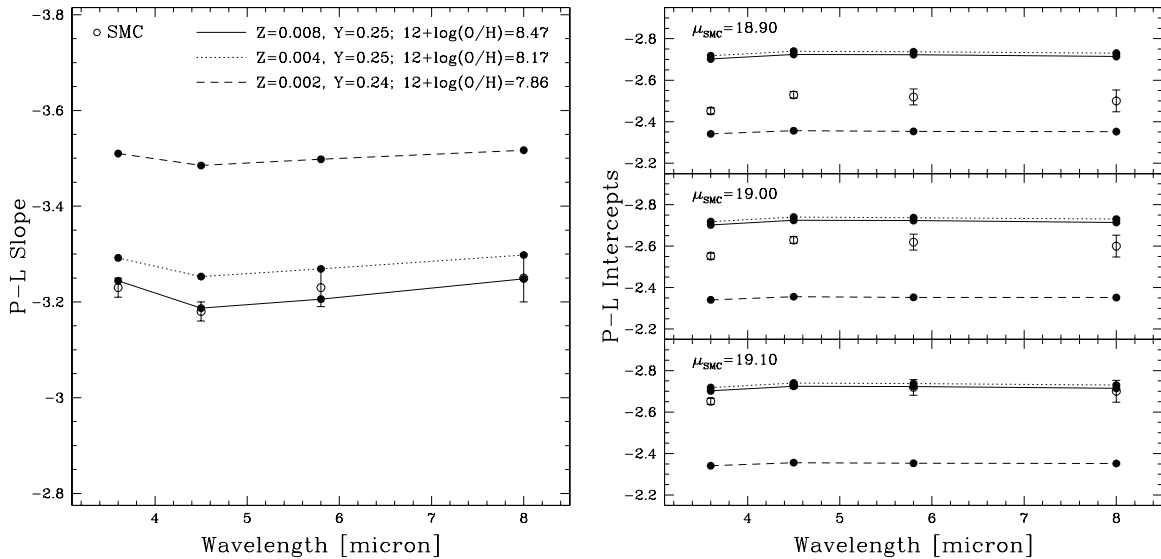 SMC
Z=0.008, Y=0.25; 12+log(O/H)=8.47
Z=0.004, Y=0.25; 12+log(O/H)=8.17
Z=0.002, Y=0.24; 12+log(O/H)=7.86
P−L Slope
−3.8
−3.6
−3.4
−3.2
−3
−2.8
4
5
6
7
8
Wavelength [micron]
P−L Intercepts
μSMC=18.90
−2.8
−2.6
−2.4
−2.2
μSMC=19.00
−2.8
−2.6
−2.4
−2.2
μSMC=19.10
−2.8
−2.6
−2.4
−2.2
4
5
6
7
8
Wavelength [micron]